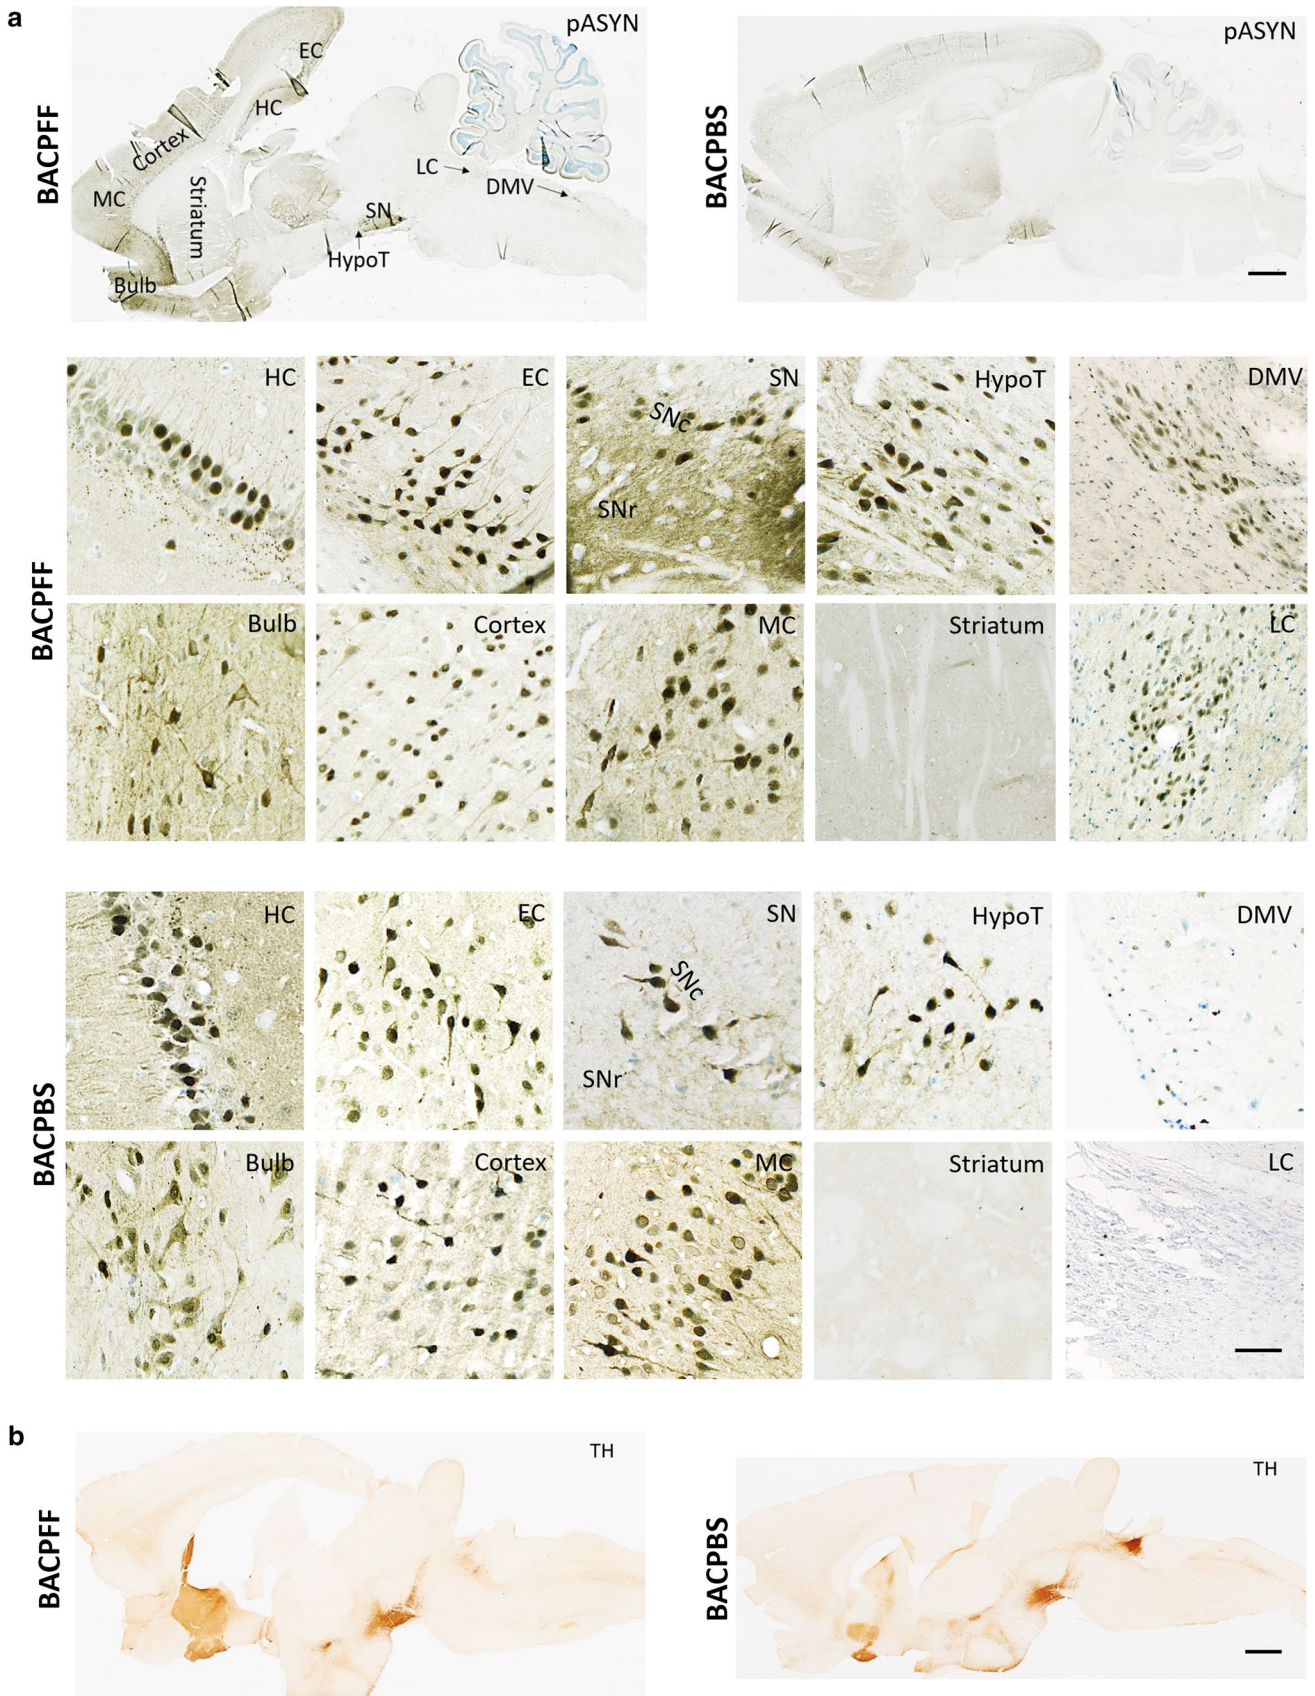 a
BACPFF
pASYN
EC
HC
Cortex
MC
Striatum
Bulb
LC
DMV
SN
HypoT
BACPBS
pASYN
BACPFF
HC
EC
SN
SNc
SNr
HypoT
DMV
Bulb
Cortex
MC
Striatum
LC
BACPBS
HC
EC
SN
SNc
SNr
HypoT
DMV
Bulb
Cortex
MC
Striatum
LC
b
BACPFF
TH
BACPBS
TH